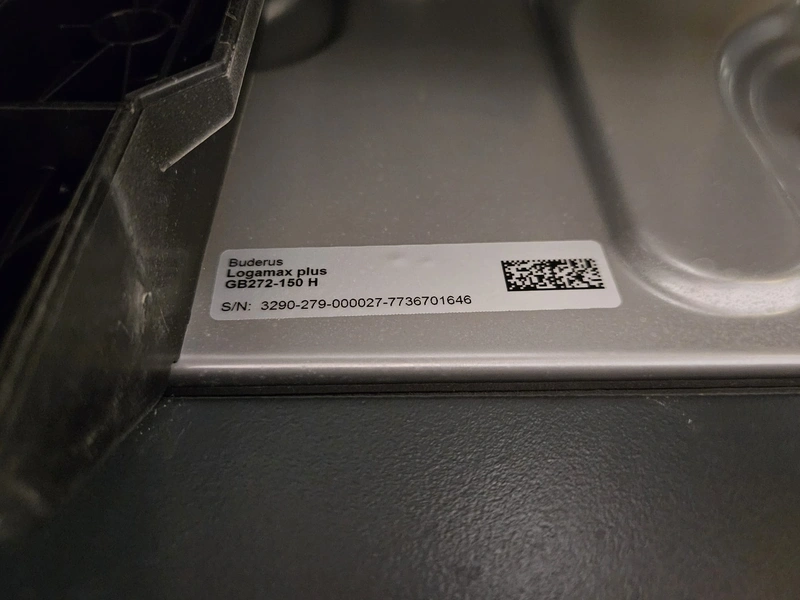 Buderus
Logamax plus
GB272-150 H
S/N: 3290-279-000027-7736701646